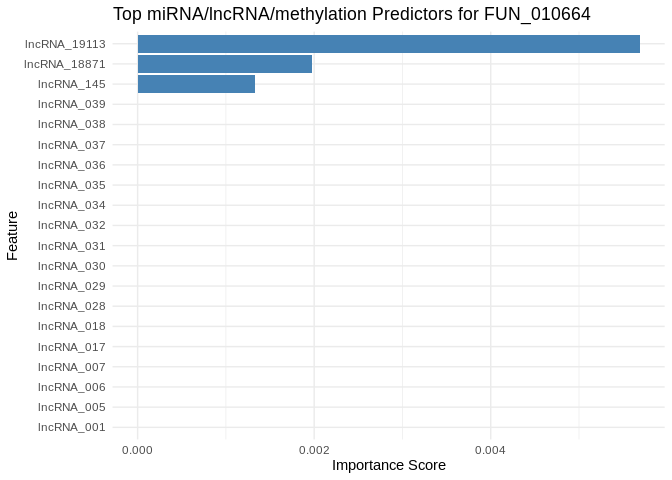 Top miRNA/lncRNA/methylation Predictors for FUN_010664
lncRNA_19113
lncRNA_18871
lncRNA_145
lncRNA_039
lncRNA_038
lncRNA_037
lncRNA_036
lncRNA_035
lncRNA_034
lncRNA_032
lncRNA_031
lncRNA_030
lncRNA_029
lncRNA_028
lncRNA_018
lncRNA_017
lncRNA_007
lncRNA_006
lncRNA_005
lncRNA_001
Feature
0.000 0.002 0.004
Importance Score